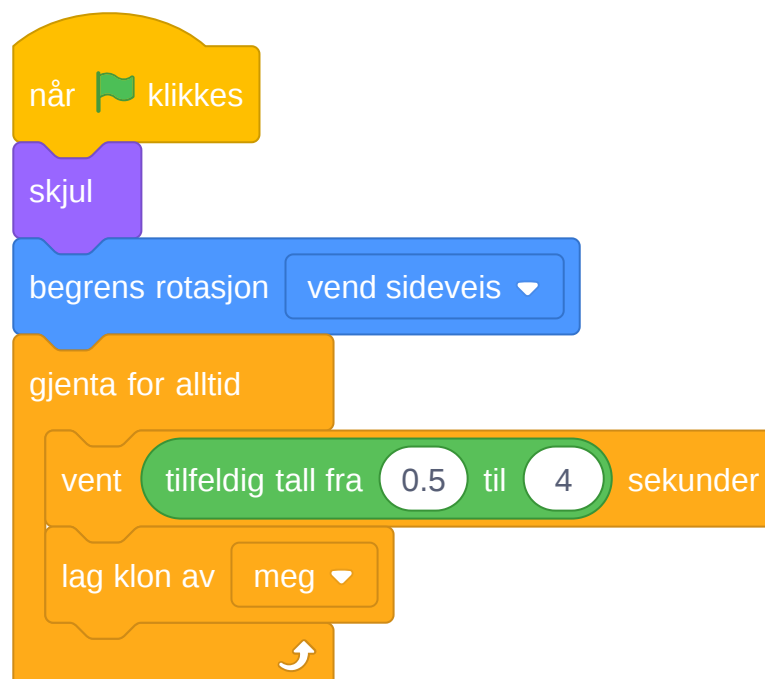 når klikkes
skjul
begrens rotasjon vend sideveis
gjenta for alltid
vent tilfeldig tall fra 0.5 til 4 sekunder
lag klon av meg